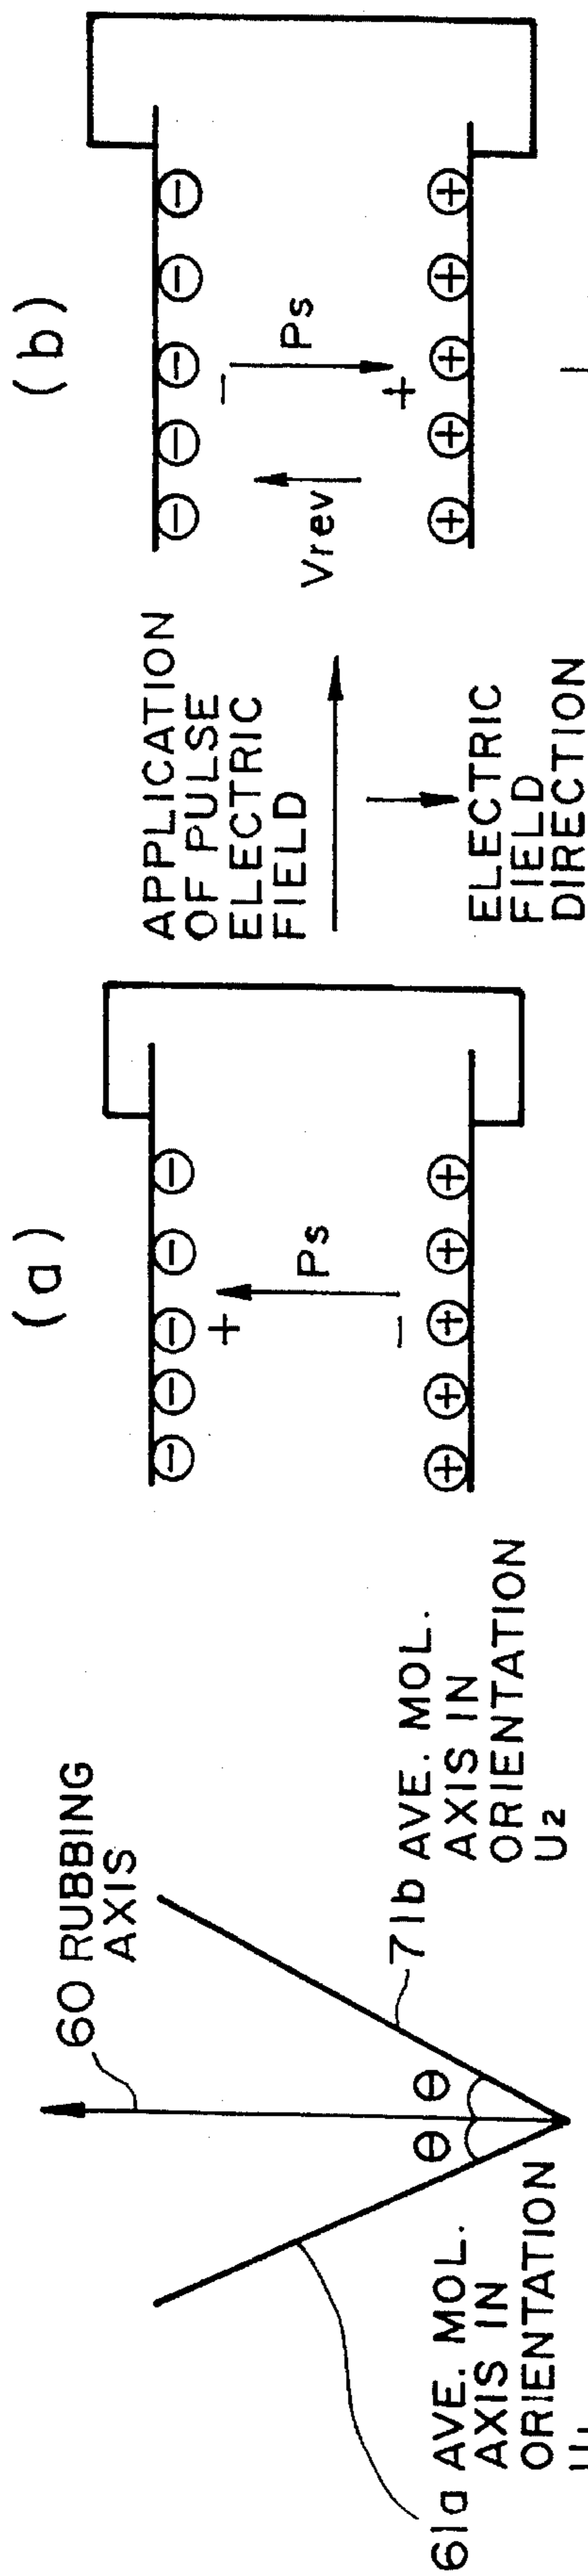 60 RUBBING
AXIS
θ θ
61a AVE. MOL.
AXIS IN
ORIENTATION
71b AVE. MOL.
AXIS IN
ORIENTATION
U2
(a)
− − − − −
+
Ps
−
+ + + + +
APPLICATION
OF PULSE
ELECTRIC
FIELD
ELECTRIC
FIELD
DIRECTION
(b)
− − − − −
−
Vrev
Ps
+
+ + + + +